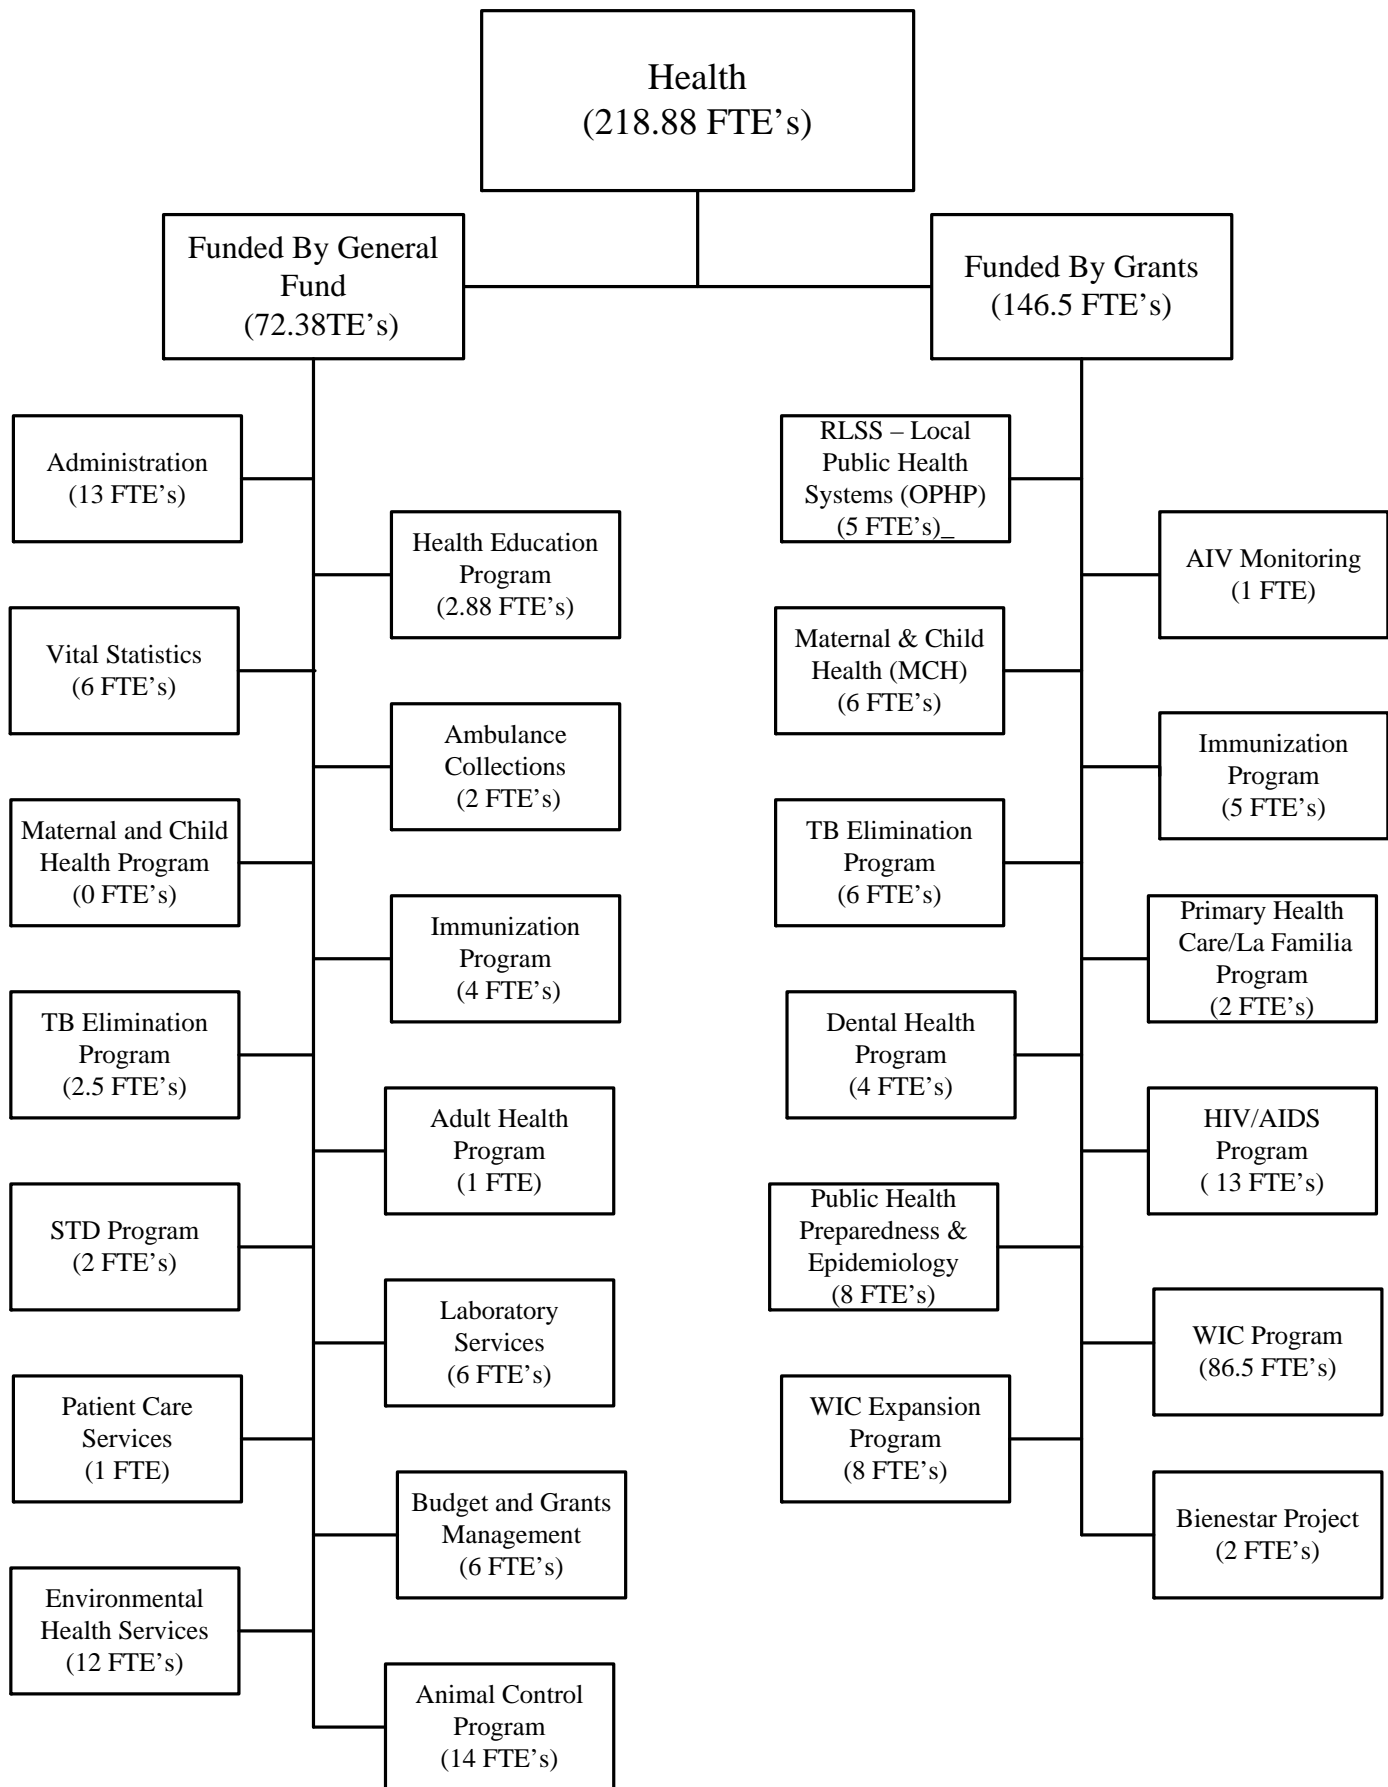 Health
(218.88 FTE’s)
Funded By General
Fund
(72.38TE’s)
Funded By Grants
(146.5 FTE’s)
Administration
(13 FTE’s)
Health Education
Program
(2.88 FTE’s)
Vital Statistics
(6 FTE’s)
Ambulance
Collections
(2 FTE’s)
Maternal and Child
Health Program
(0 FTE’s)
Immunization
Program
(4 FTE’s)
TB Elimination
Program
(2.5 FTE’s)
Adult Health
Program
(1 FTE)
STD Program
(2 FTE’s)
Laboratory
Services
(6 FTE’s)
Patient Care
Services
(1 FTE)
Budget and Grants
Management
(6 FTE’s)
Environmental
Health Services
(12 FTE’s)
Animal Control
Program
(14 FTE’s)
RLSS – Local
Public Health
Systems (OPHP)
(5 FTE’s)_
AIV Monitoring
(1 FTE)
Maternal & Child
Health (MCH)
(6 FTE’s)
Immunization
Program
(5 FTE’s)
TB Elimination
Program
(6 FTE’s)
Primary Health
Care/La Familia
Program
(2 FTE’s)
Dental Health
Program
(4 FTE’s)
HIV/AIDS
Program
( 13 FTE’s)
Public Health
Preparedness &
Epidemiology
(8 FTE’s)
WIC Program
(86.5 FTE’s)
WIC Expansion
Program
(8 FTE’s)
Bienestar Project
(2 FTE’s)